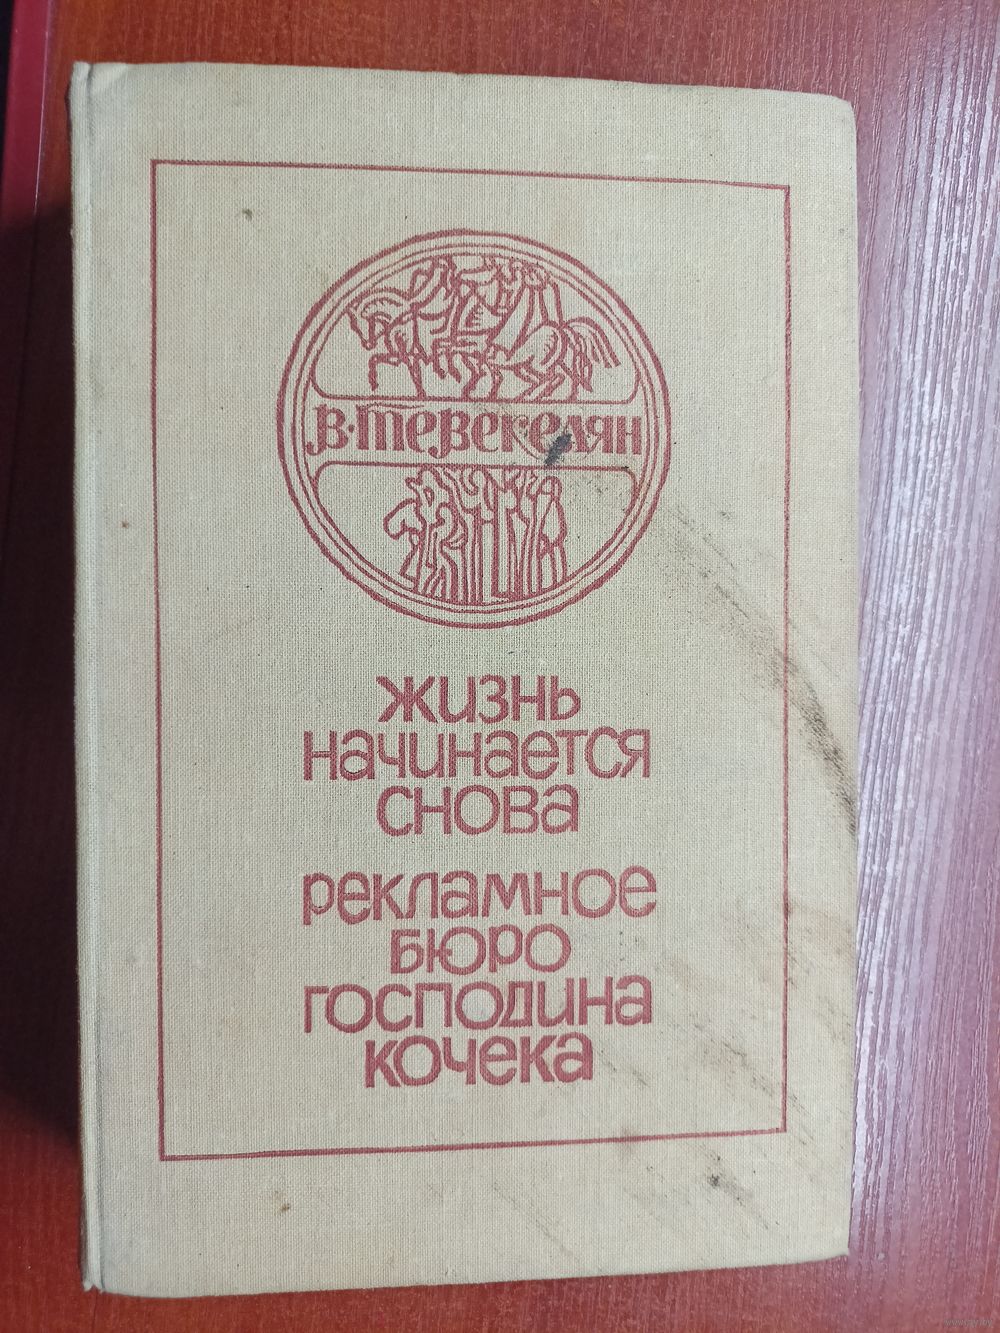 В. Тевекелян
жизнь
начинается
снова
рекламное
бюро
господина
кочека